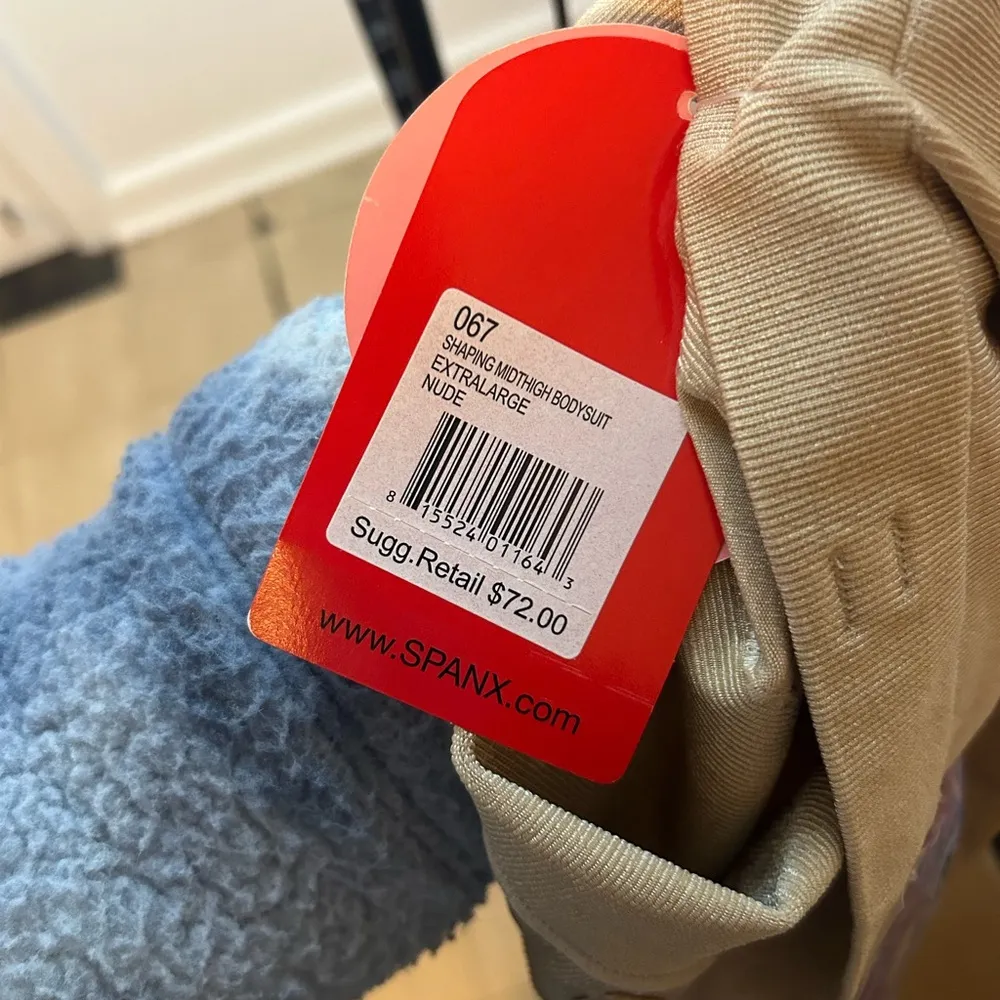 067
SHAPING MIDTHIGH BODYSUIT
EXTRALARGE
NUDE
8 15524 01164 3
Sugg.Retail $72.00
www.SPANX.com